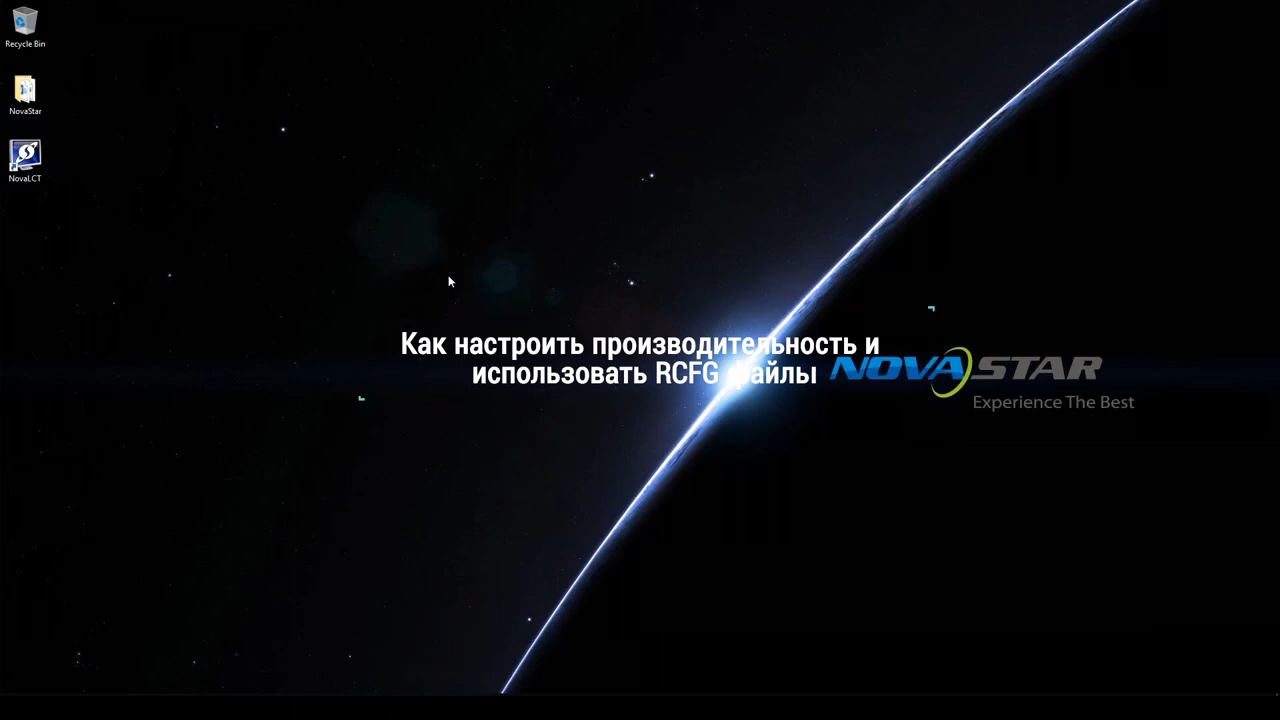 Recycle Bin
NovaStar
NovaLCT
Как настроить производительность и
использовать RCFG файлы
NOVASTAR
Experience The Best